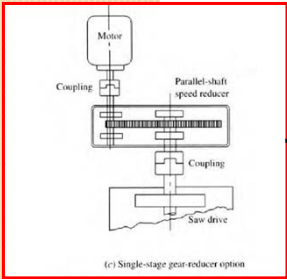 Motor
Coupling
Parallel-shaft
speed reducer
Coupling
Saw drive
(c) Single-stage gear-reducer option